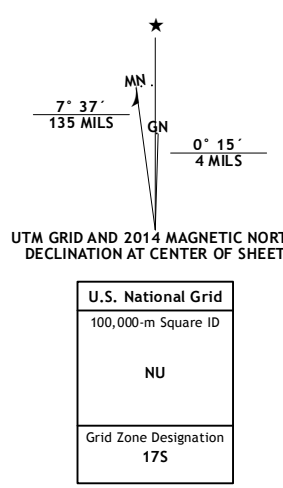 ★
MN
7° 37´
135 MILS
GN
0° 15´
4 MILS
UTM GRID AND 2014 MAGNETIC NORT
DECLINATION AT CENTER OF SHEET
U.S. National Grid
100,000-m Square ID
NU
Grid Zone Designation
17S